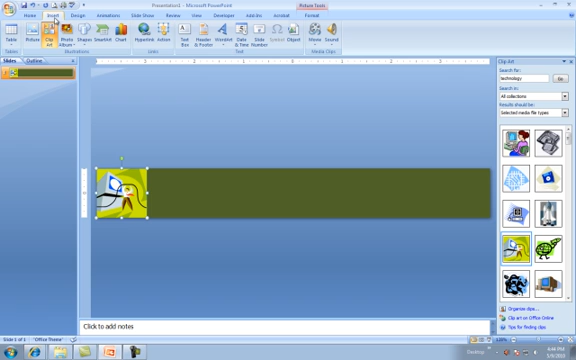 Presentation1 - Microsoft PowerPoint
Picture Tools
Home Insert Design Animations Slide Show Review View Developer Add-Ins Acrobat Format
Table Picture Clip Art Photo Album Shapes SmartArt Chart Hyperlink Action Text Box Header & Footer WordArt Date & Time Slide Number Symbol Object Movie Sound
Tables Illustrations Links Text Media Clips
Slides Outline
Clip Art
Search for:
technology
Go
Search in:
All collections
Results should be:
Selected media file types
Organize clips...
Clip art on Office Online
Tips for finding clips
Click to add notes
Slide 1 of 1 "Office Theme"
Desktop
4:44 PM